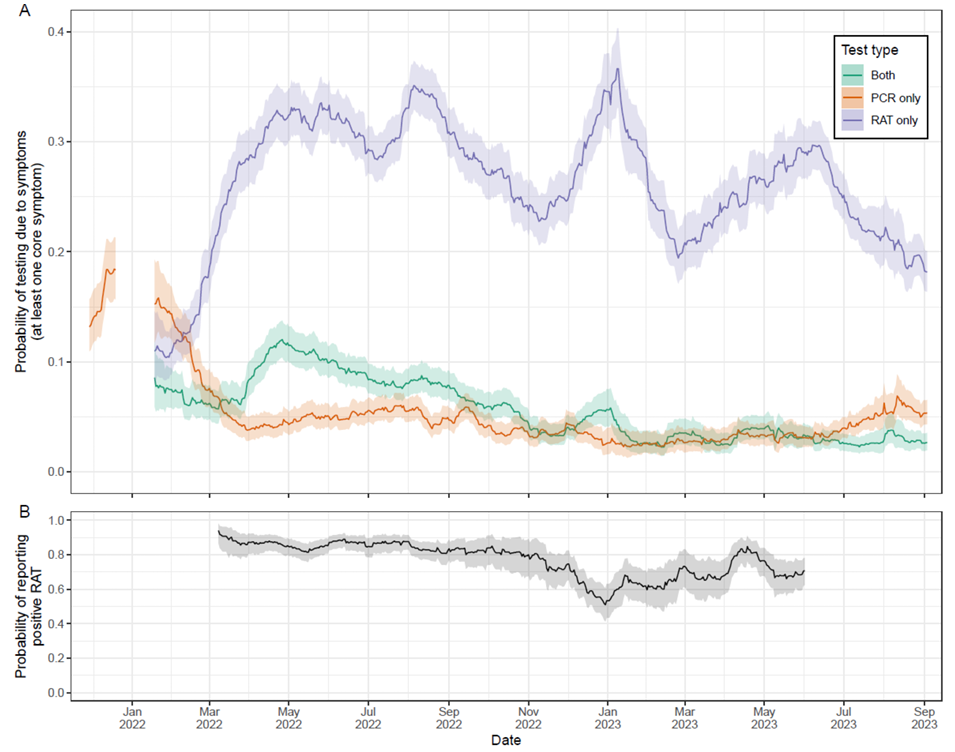 A
Probability of testing due to symptoms
(at least one core symptom)
0.4
0.3
0.2
0.1
0.0
Test type
Both
PCR only
RAT only
B
Probability of reporting
positive RAT
1.0
0.8
0.6
0.4
0.2
0.0
Jan Mar May Jul Sep Nov Jan Mar May Jul Sep
2022 2022 2022 2022 2022 2022 2023 2023 2023 2023 2023
Date